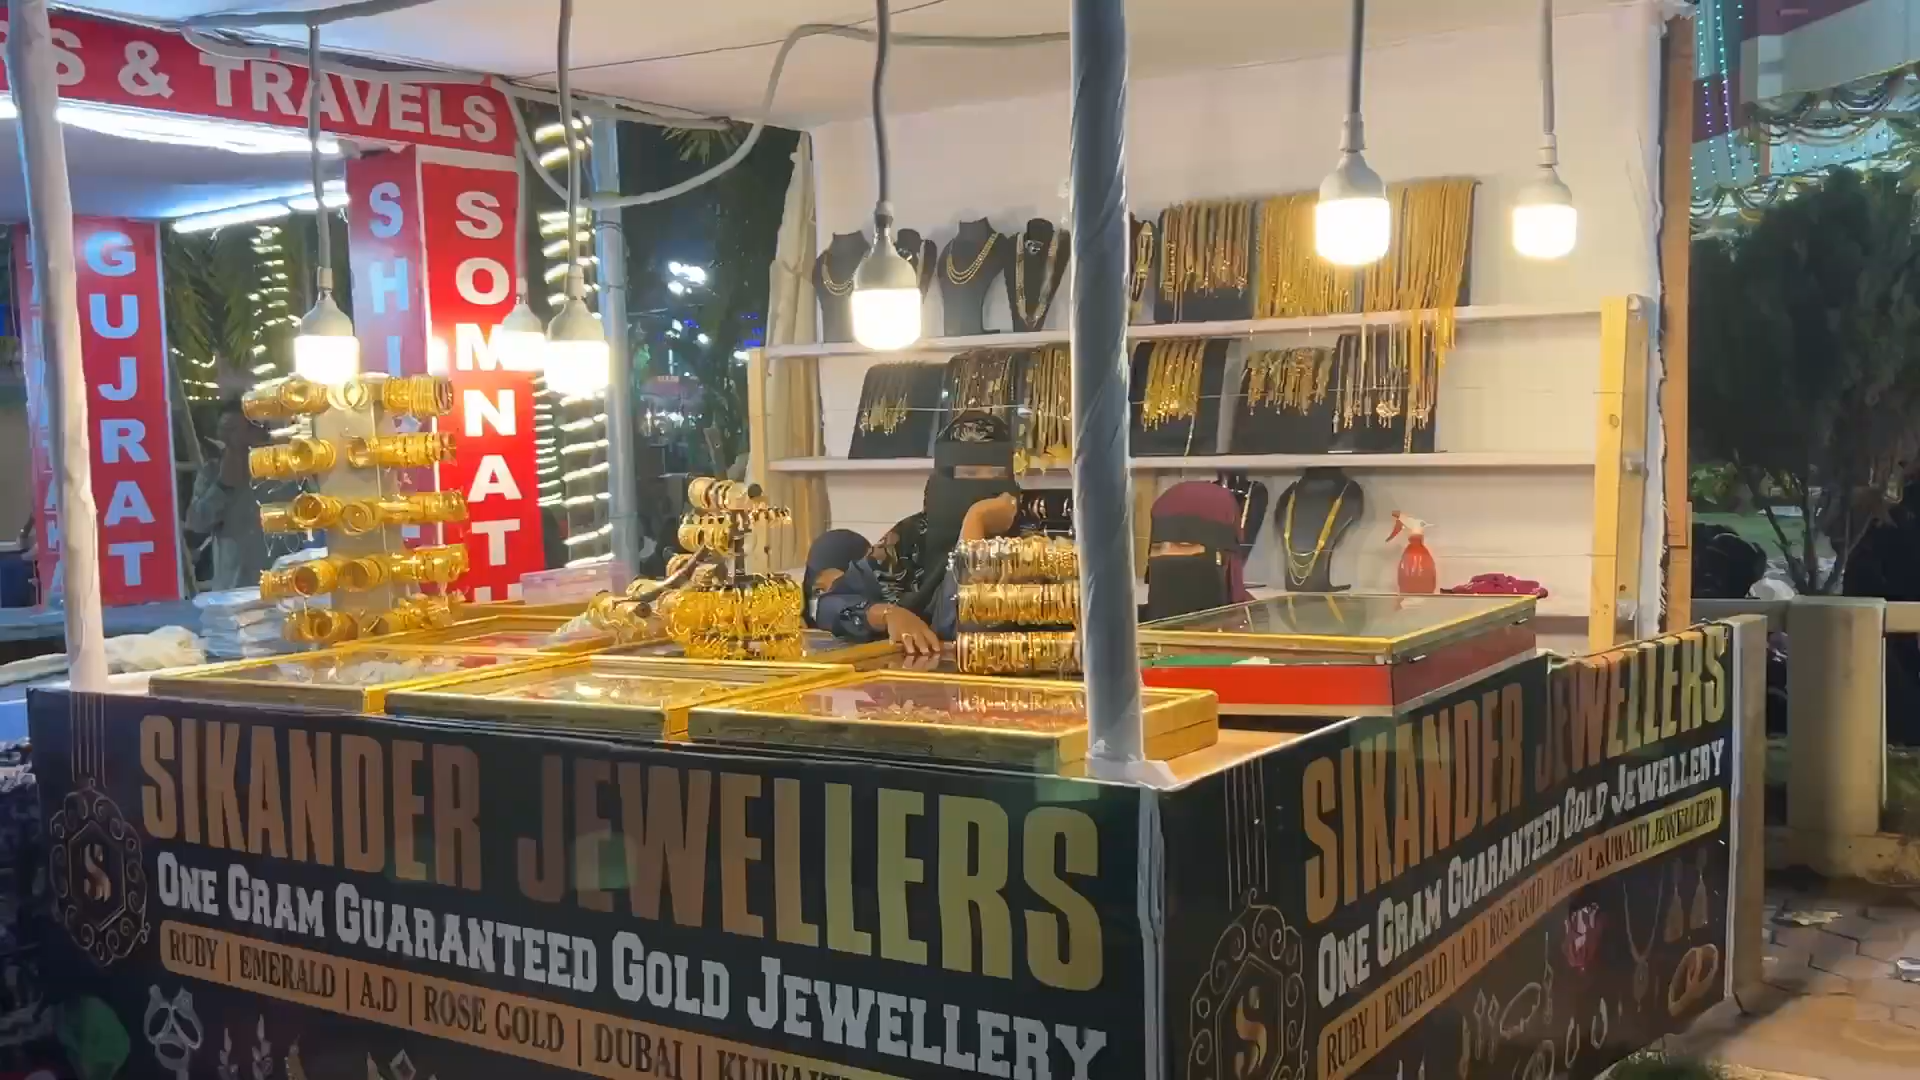 S & TRAVELS
GUJRAT
SHI
SOMNATH
SIKANDER JEWELLERS
ONE GRAM GUARANTEED GOLD JEWELLERY
RUBY | EMERALD | A.D | ROSE GOLD | DUBAI |
S
SIKANDER JEWELLERS
ONE GRAM GUARANTEED GOLD JEWELLERY
RUBY | EMERALD | A.D | ROSE GOLD | DUBAI | KUWAITI JEWELLERY
S